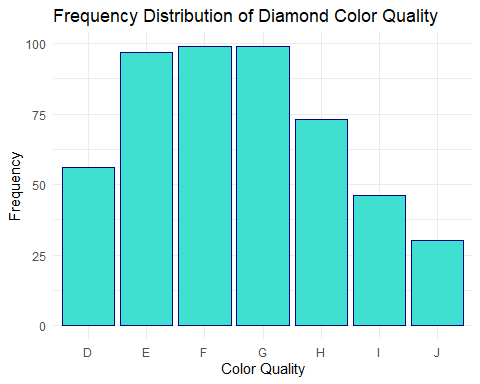 Frequency Distribution of Diamond Color Quality
100
75
50
25
0
Frequency
D E F G H I J
Color Quality